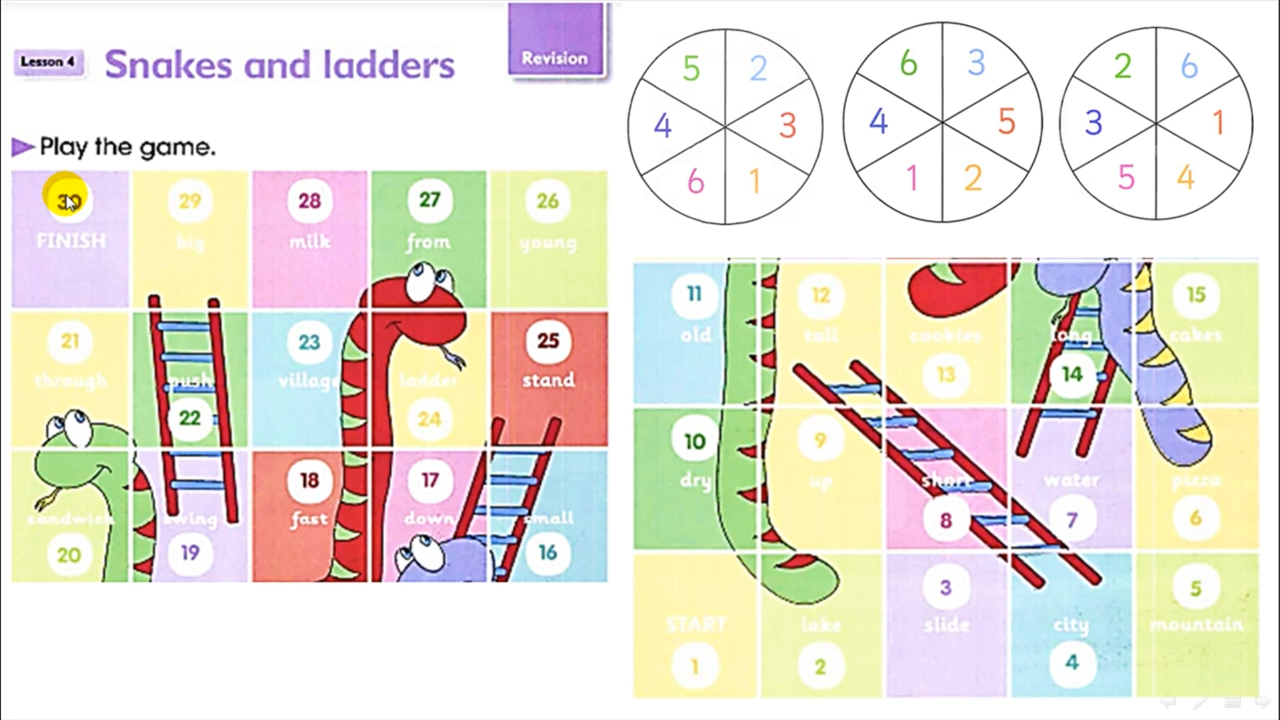 Lesson 4
Snakes and ladders
Revision
Play the game.
30 29 28 27 26
FINISH big milk from young
21 23 25
through push village ladder stand
22 24
18 17
sandwich swing fast down small
20 19 16
5 2
4 3
6 1
6 3
4 5
1 2
2 6
3 1
5 4
11 12 15
old tall cookies long cakes
13 14
10 9
dry up short water pizza
8 7 6
3 5
START lake slide city mountain
1 2 4